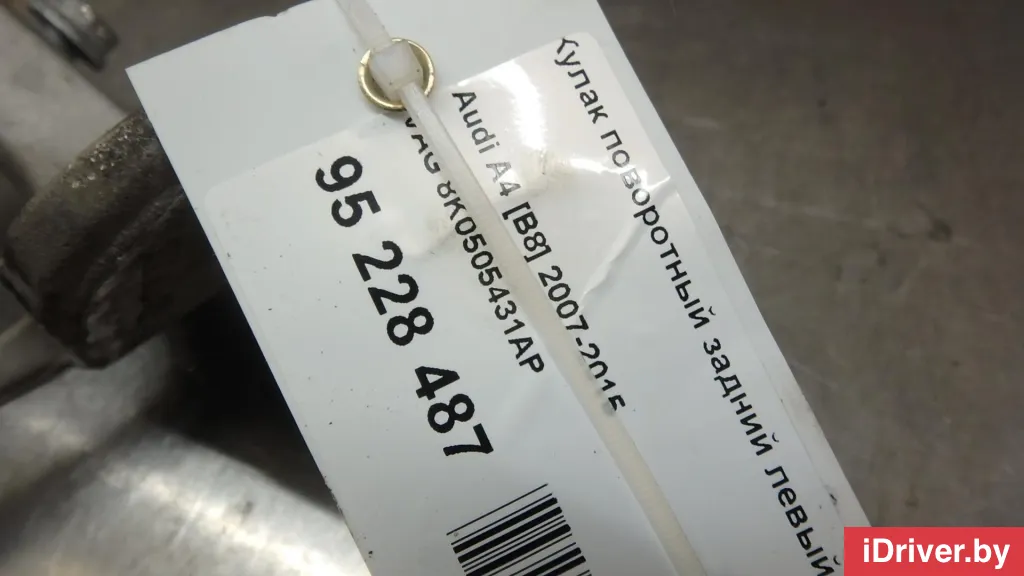 Кулак поворотный задний левый
Audi A4 [B8] 2007-2015
VAG 8K0505431AP
95 228 487
iDriver.by